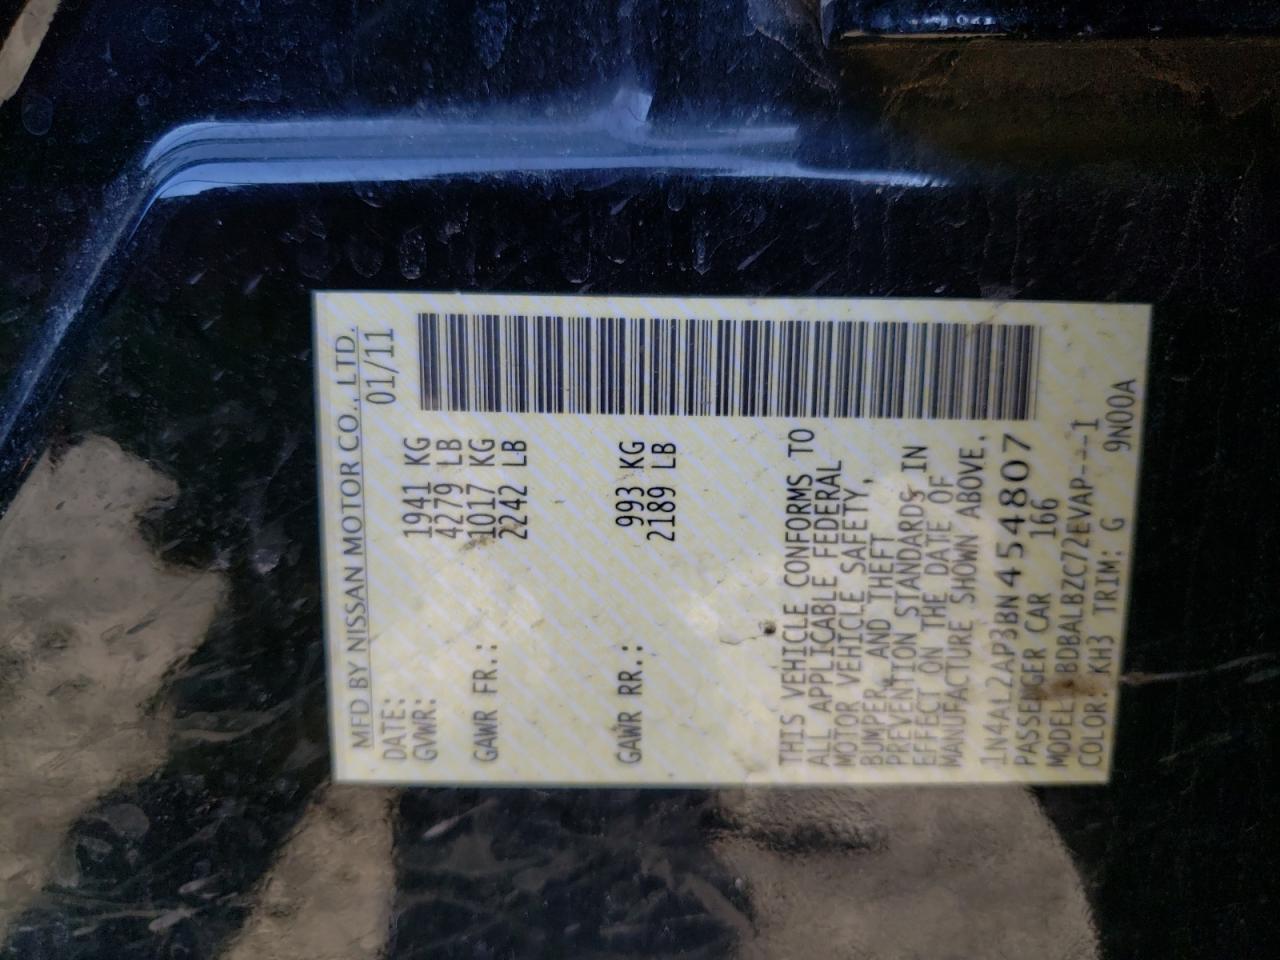 MFD BY NISSAN MOTOR CO., LTD.
DATE: 01/11
GVWR: 1941 KG
4279 LB
GAWR FR.: 1017 KG
2242 LB
GAWR RR.: 993 KG
2189 LB
THIS VEHICLE CONFORMS TO
ALL APPLICABLE FEDERAL
MOTOR VEHICLE SAFETY,
BUMPER, AND THEFT
PREVENTION STANDARDS IN
EFFECT ON THE DATE OF
MANUFACTURE SHOWN ABOVE.
1N4AL2AP3BN454807
PASSENGER CAR 166
MODEL: BDBALBZC72EVAP---I
COLOR: KH3 TRIM: G 9N00A